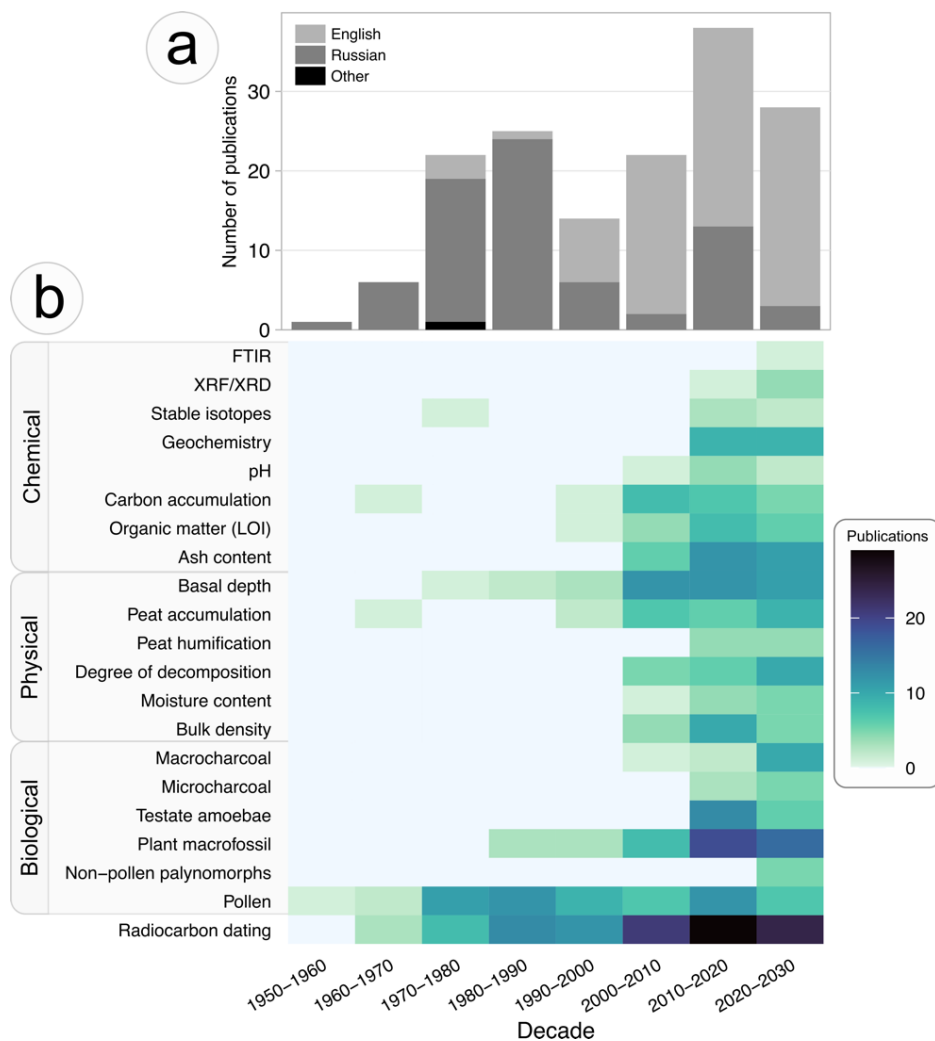 a
English
Russian
Other
Number of publications
30
20
10
0
b
Chemical
FTIR
XRF/XRD
Stable isotopes
Geochemistry
pH
Carbon accumulation
Organic matter (LOI)
Ash content
Physical
Basal depth
Peat accumulation
Peat humification
Degree of decomposition
Moisture content
Bulk density
Biological
Macrocharcoal
Microcharcoal
Testate amoebae
Plant macrofossil
Non−pollen palynomorphs
Pollen
Radiocarbon dating
Publications
20
10
0
1950−1960
1960−1970
1970−1980
1980−1990
1990−2000
2000−2010
2010−2020
2020−2030
Decade